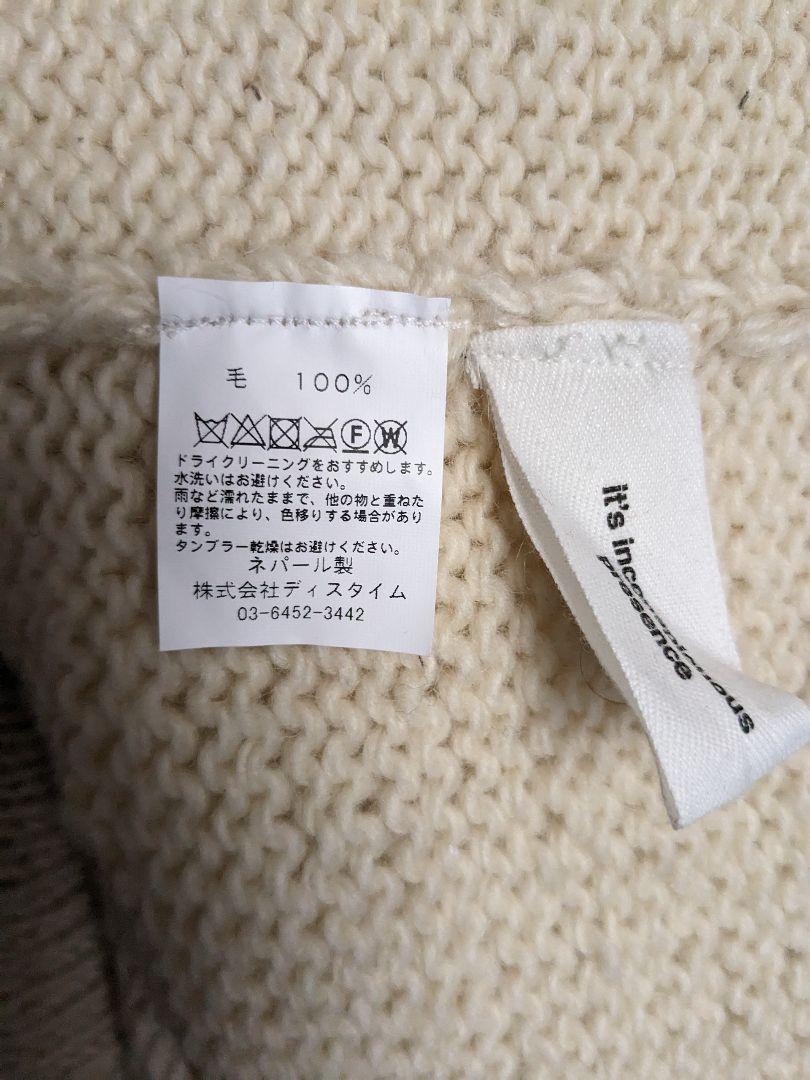 毛 100%
F W
ドライクリーニングをおすすめします。
水洗いはお避けください。
雨など濡れたままで、他の物と重ねた
り摩擦により、色移りする場合があり
ます。
タンブラー乾燥はお避けください。
ネパール製
株式会社ディスタイム
03-6452-3442
it's
presence